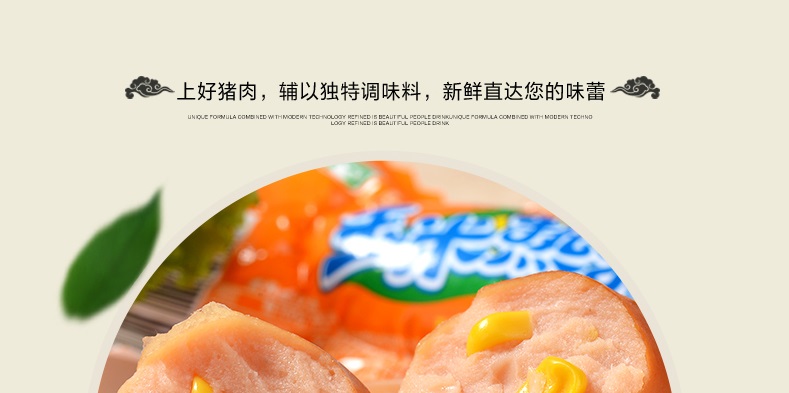 上好猪肉，辅以独特调味料，新鲜直达您的味蕾
UNIQUE FORMULA COMBINED WITH MODERN TECHNOLOGY REFINED IS BEAUTIFUL PEOPLE DRINKUNIQUE FORMULA COMBINED WITH MODERN TECHNO
LOGY REFINED IS BEAUTIFUL PEOPLE DRINK